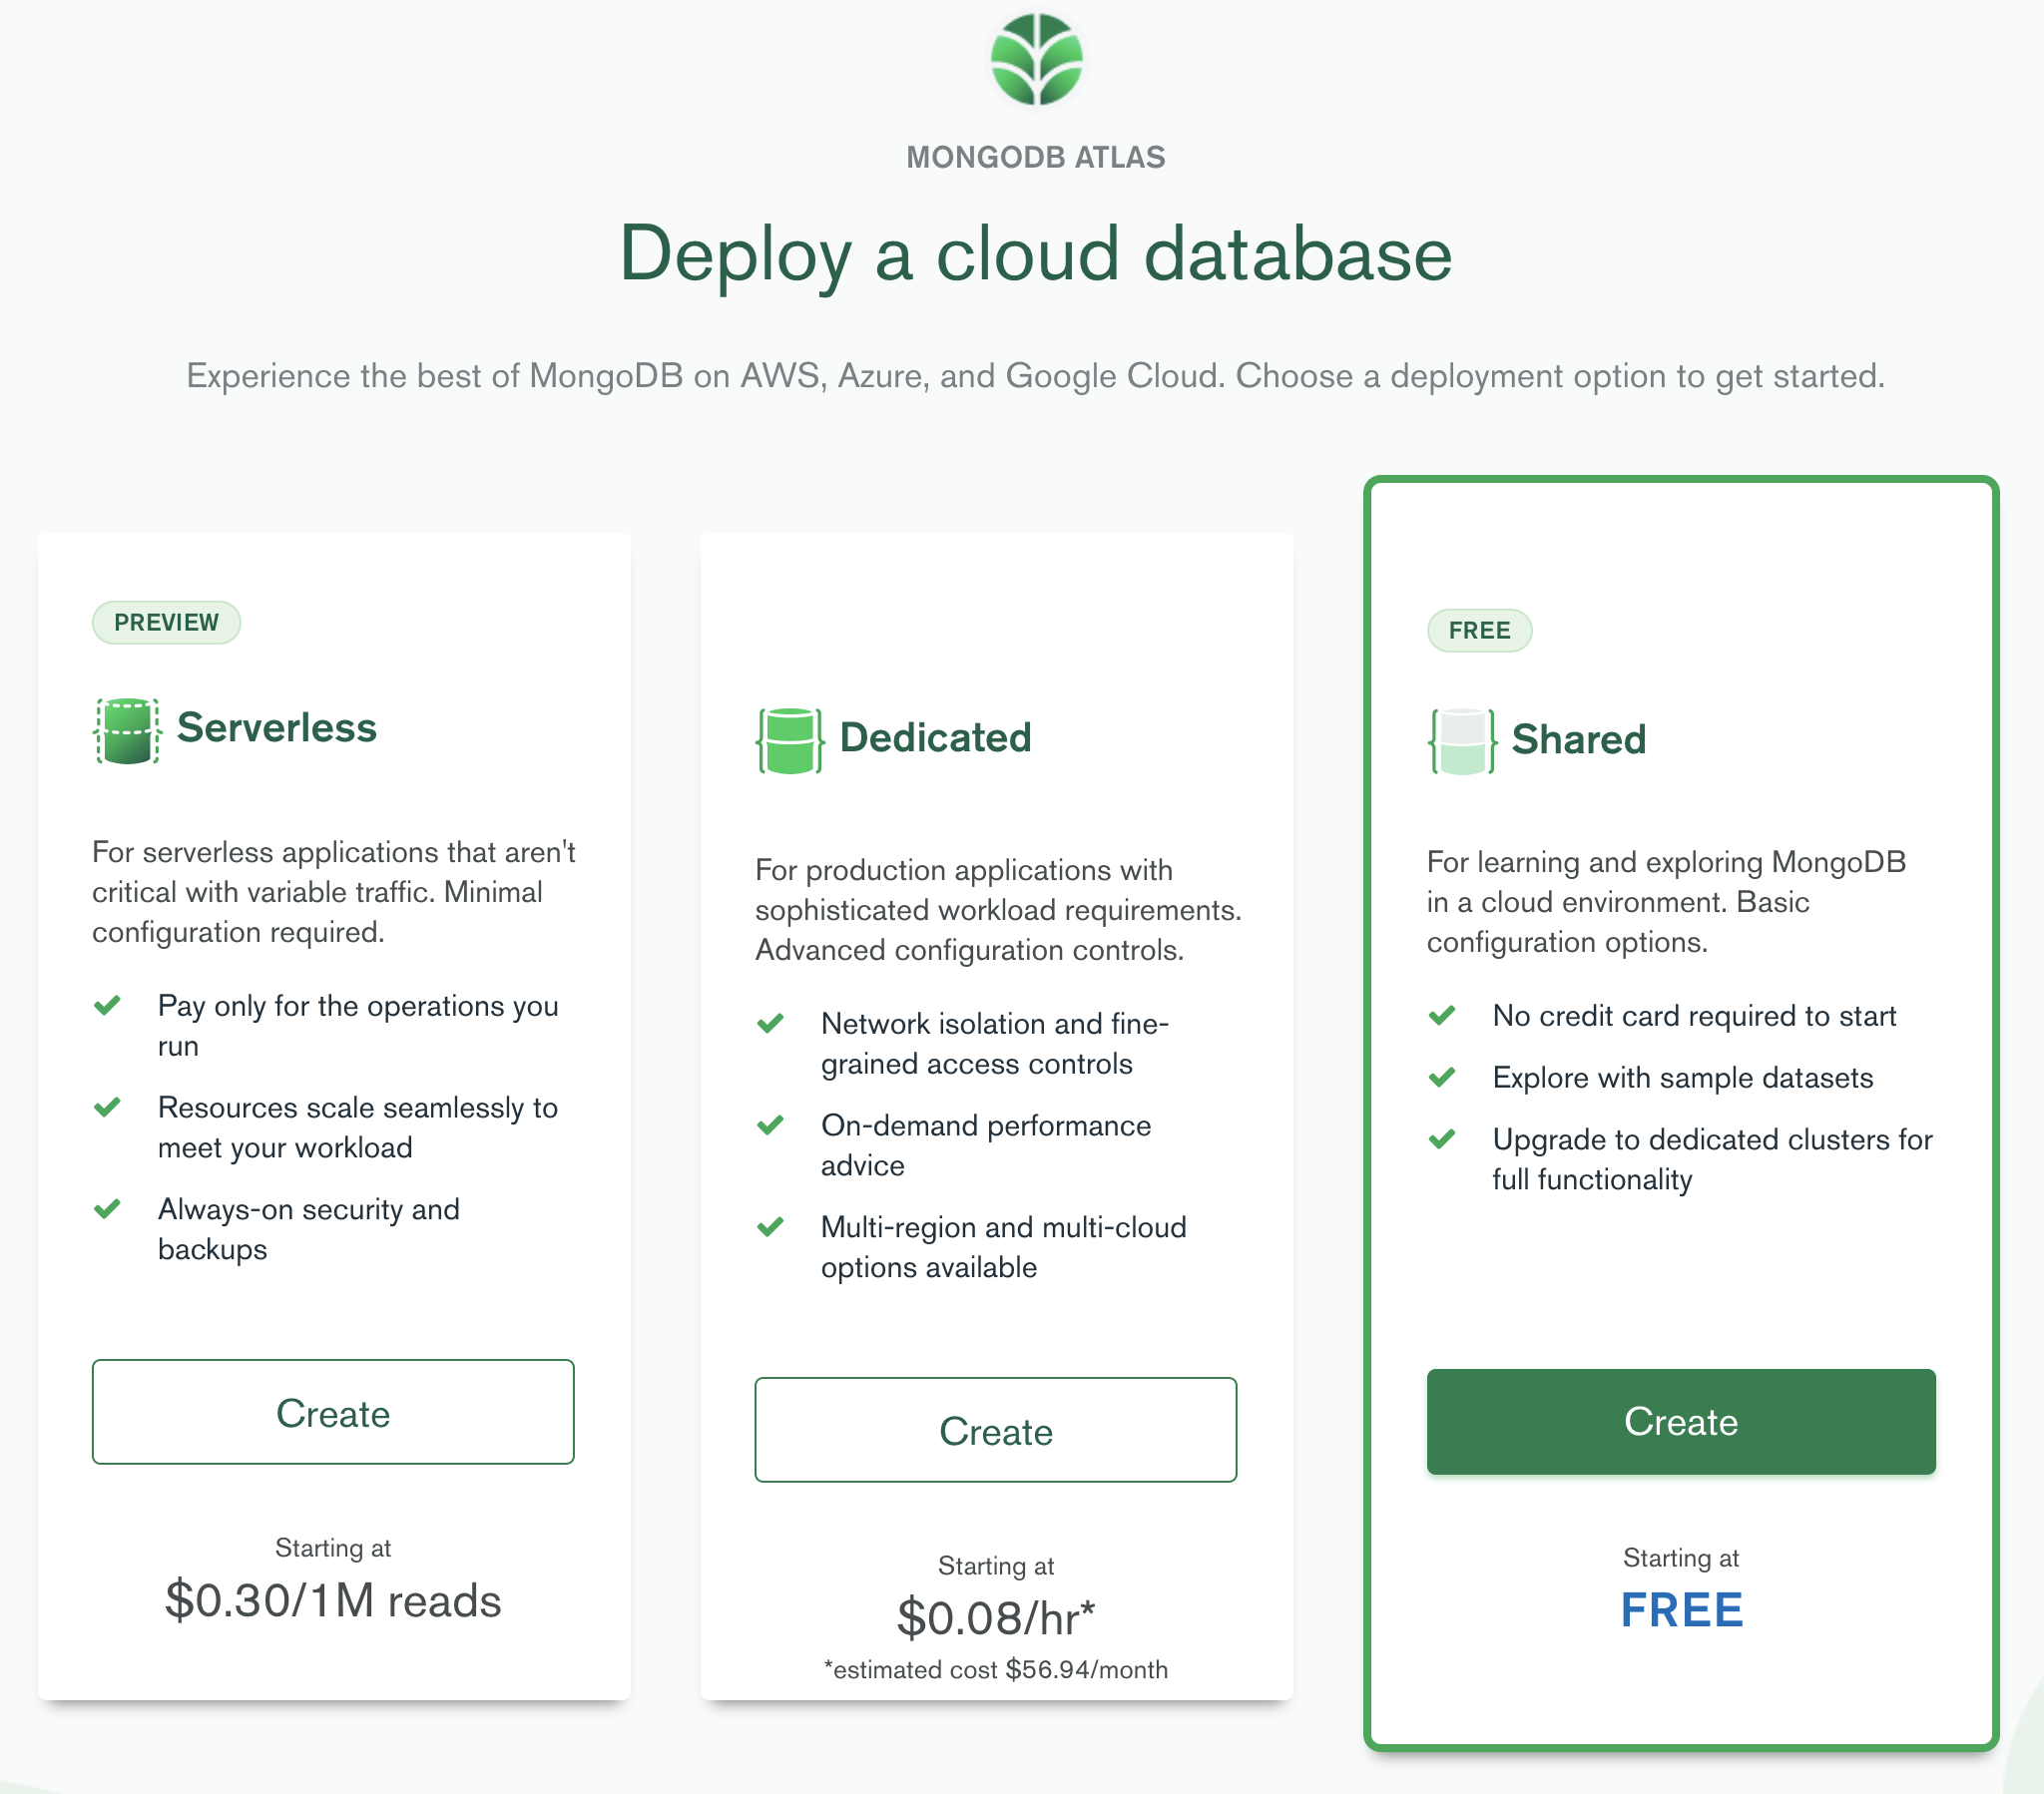 MONGODB ATLAS
Deploy a cloud database
Experience the best of MongoDB on AWS, Azure, and Google Cloud. Choose a deployment option to get started.
PREVIEW
Serverless
For serverless applications that aren't
critical with variable traffic. Minimal
configuration required.
Pay only for the operations you
run
Resources scale seamlessly to
meet your workload
Always-on security and
backups
Create
Starting at
$0.30/1M reads
Dedicated
For production applications with
sophisticated workload requirements.
Advanced configuration controls.
Network isolation and fine-
grained access controls
On-demand performance
advice
Multi-region and multi-cloud
options available
Create
Starting at
$0.08/hr*
*estimated cost $56.94/month
FREE
Shared
For learning and exploring MongoDB
in a cloud environment. Basic
configuration options.
No credit card required to start
Explore with sample datasets
Upgrade to dedicated clusters for
full functionality
Create
Starting at
FREE